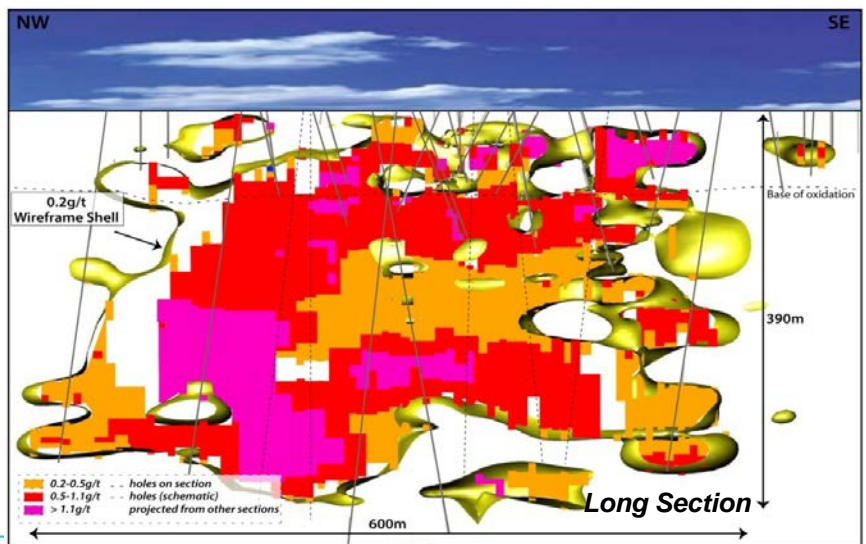 NW
SE
0.2g/t
Wireframe Shell
Base of oxidation
390m
0.2-0.5g/t - - - holes on section
0.5-1.1g/t holes (schematic)
> 1.1g/t projected from other sections
Long Section
600m